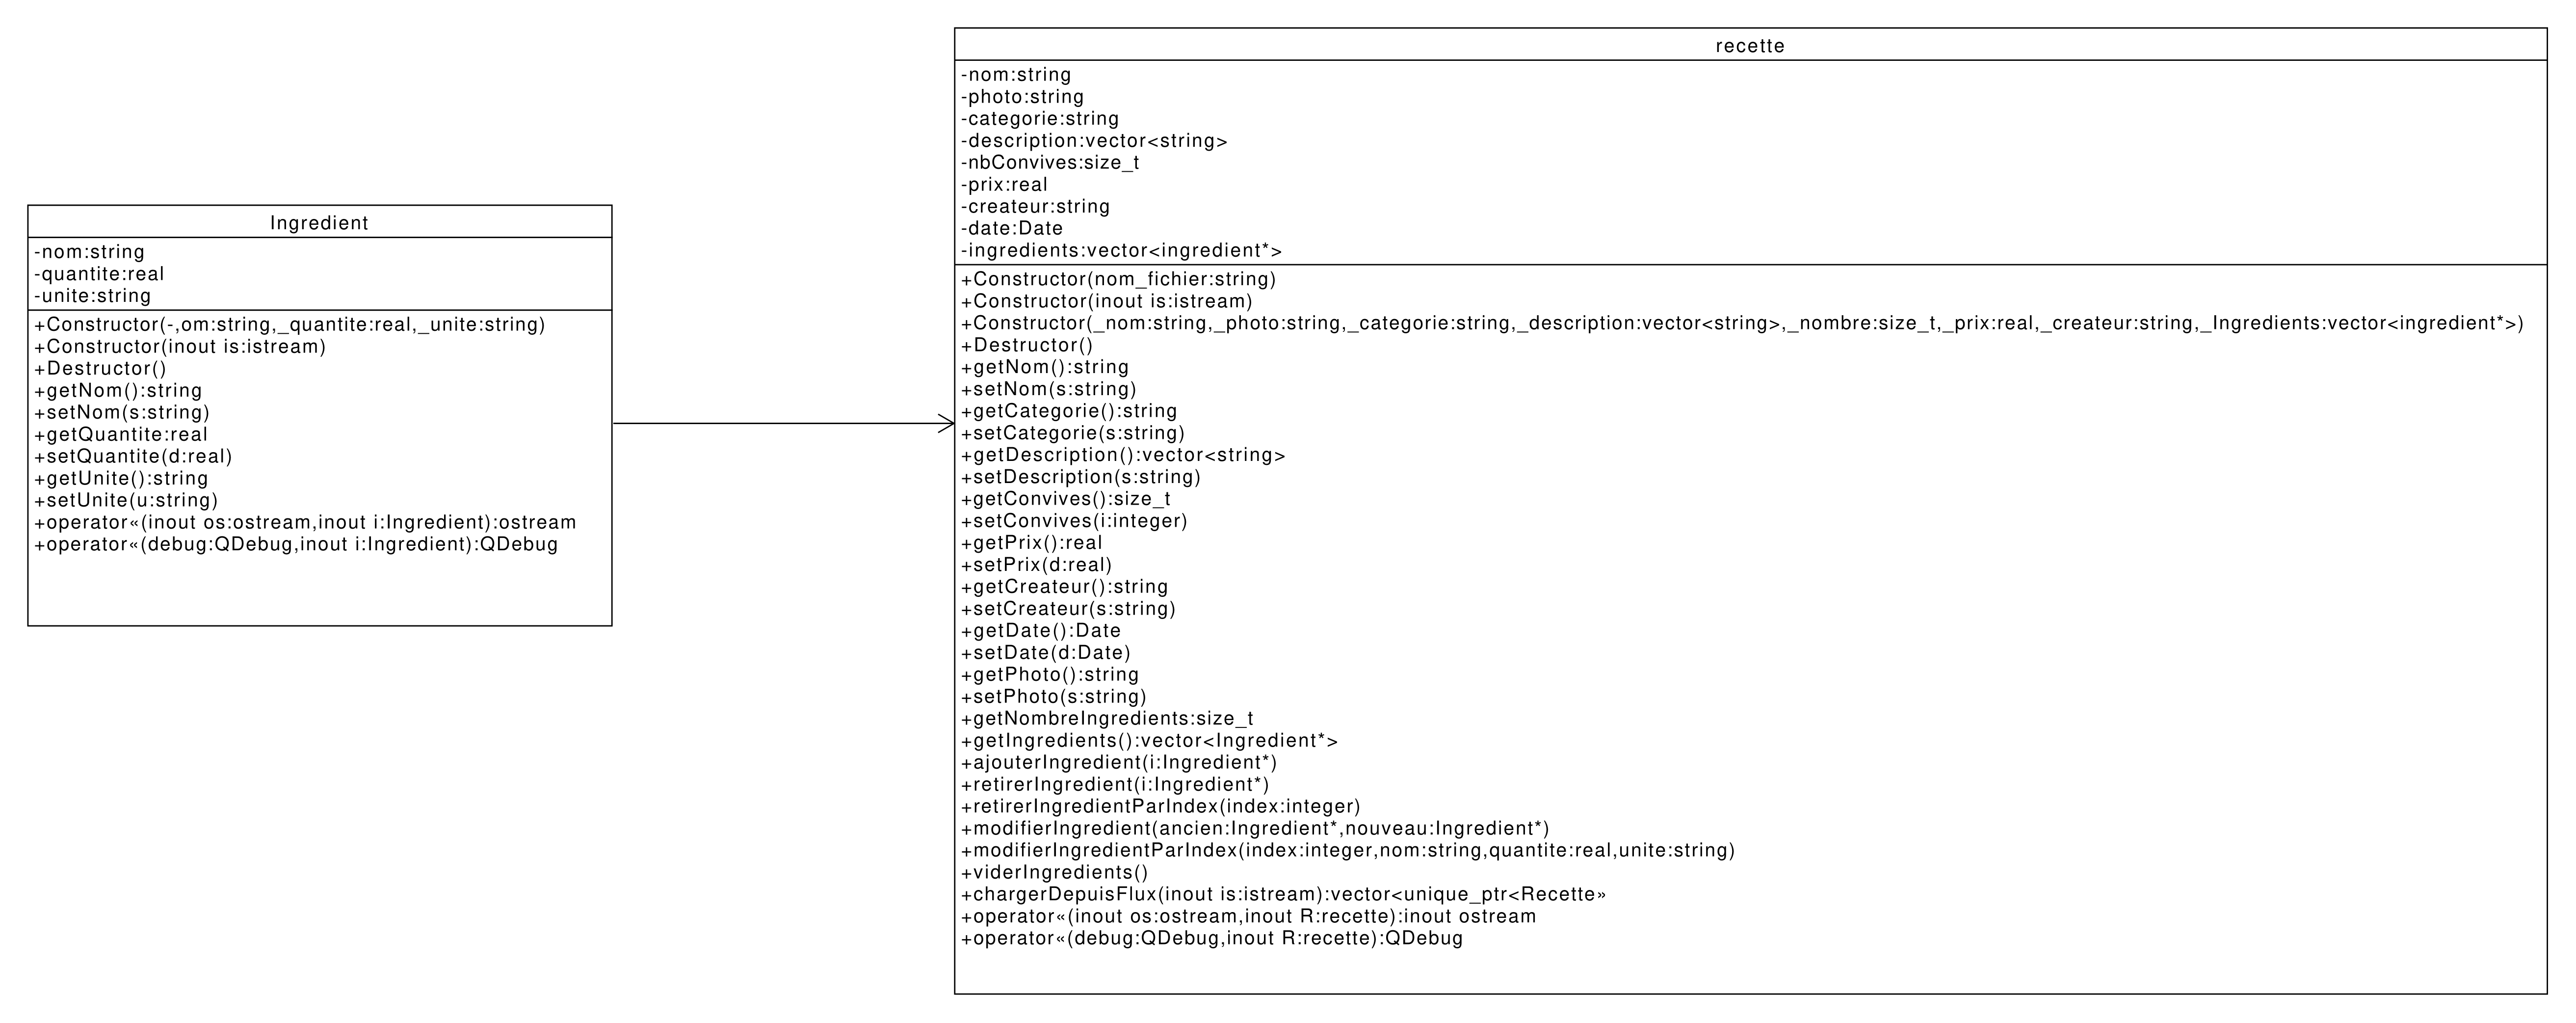 Ingredient
-nom:string
-quantite:real
-unite:string
+Constructor(-,om:string,_quantite:real,_unite:string)
+Constructor(inout is:istream)
+Destructor()
+getNom():string
+setNom(s:string)
+getQuantite:real
+setQuantite(d:real)
+getUnite():string
+setUnite(u:string)
+operator«(inout os:ostream,inout i:Ingredient):ostream
+operator«(debug:QDebug,inout i:Ingredient):QDebug
recette
-nom:string
-photo:string
-categorie:string
-description:vector<string>
-nbConvives:size_t
-prix:real
-createur:string
-date:Date
-ingredients:vector<ingredient*>
+Constructor(nom_fichier:string)
+Constructor(inout is:istream)
+Constructor(_nom:string,_photo:string,_categorie:string,_description:vector<string>,_nombre:size_t,_prix:real,_createur:string,_Ingredients:vector<ingredient*>)
+Destructor()
+getNom():string
+setNom(s:string)
+getCategorie():string
+setCategorie(s:string)
+getDescription():vector<string>
+setDescription(s:string)
+getConvives():size_t
+setConvives(i:integer)
+getPrix():real
+setPrix(d:real)
+getCreateur():string
+setCreateur(s:string)
+getDate():Date
+setDate(d:Date)
+getPhoto():string
+setPhoto(s:string)
+getNombreIngredients:size_t
+getIngredients():vector<Ingredient*>
+ajouterIngredient(i:Ingredient*)
+retirerIngredient(i:Ingredient*)
+retirerIngredientParIndex(index:integer)
+modifierIngredient(ancien:Ingredient*,nouveau:Ingredient*)
+modifierIngredientParIndex(index:integer,nom:string,quantite:real,unite:string)
+viderIngredients()
+chargerDepuisFlux(inout is:istream):vector<unique_ptr<Recette»
+operator«(inout os:ostream,inout R:recette):inout ostream
+operator«(debug:QDebug,inout R:recette):QDebug